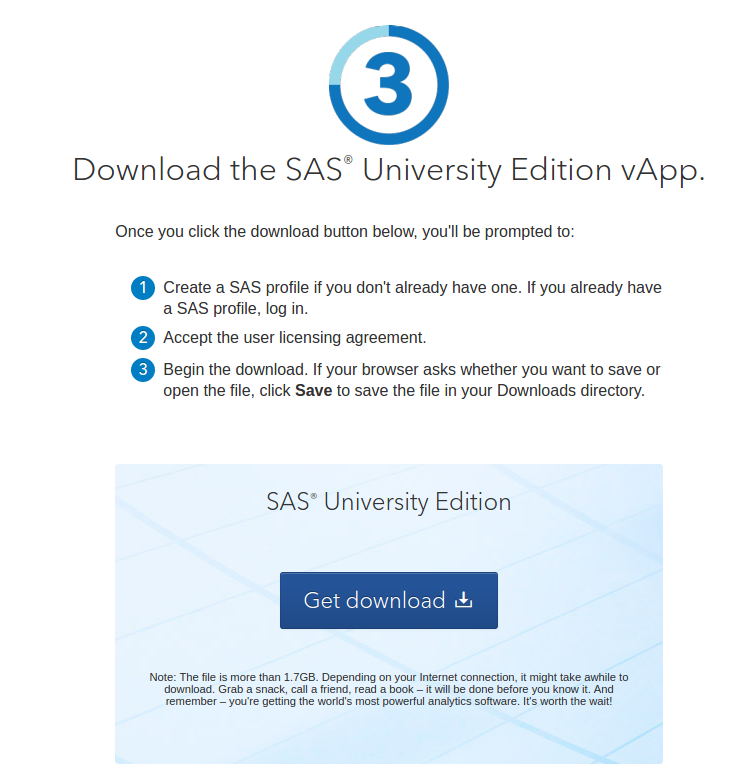 3
Download the SAS® University Edition vApp.
Once you click the download button below, you'll be prompted to:
1 Create a SAS profile if you don't already have one. If you already have
a SAS profile, log in.
2 Accept the user licensing agreement.
3 Begin the download. If your browser asks whether you want to save or
open the file, click Save to save the file in your Downloads directory.
SAS® University Edition
Get download
Note: The file is more than 1.7GB. Depending on your Internet connection, it might take awhile to
download. Grab a snack, call a friend, read a book – it will be done before you know it. And
remember – you're getting the world's most powerful analytics software. It's worth the wait!